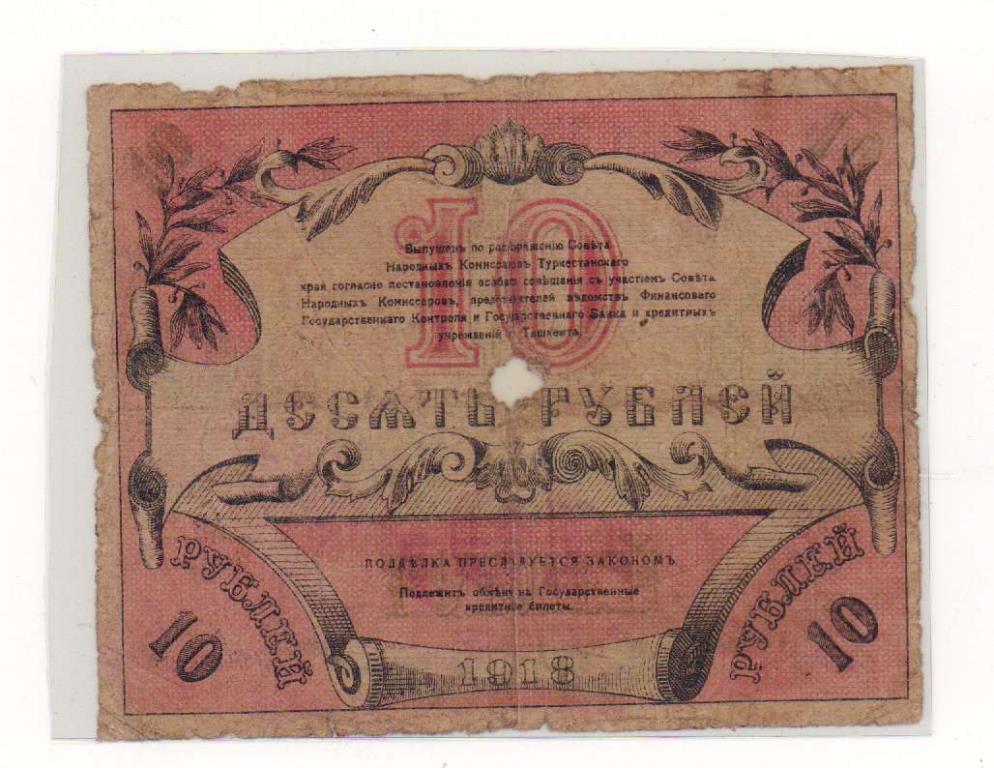 10
Выпущенъ по распоряженію Совѣта
Народныхъ Комиссаровъ Туркестанскаго
края согласно постановленія особаго совѣщанія съ участіемъ Совѣта
Народныхъ Комиссаровъ, представителей вѣдомствъ Финансоваго
Государственнаго Контроля и Государственнаго Банка и кредитныхъ
учрежденій г. Ташкента.
ДЕСЯТЬ РУБЛЕЙ
ПОДДѢЛКА ПРЕСЛѢДУЕТСЯ ЗАКОНОМЪ
Подлежитъ обмѣну на Государственные
кредитные билеты.
РУБЛЕЙ
10
1918
РУБЛЕЙ
10